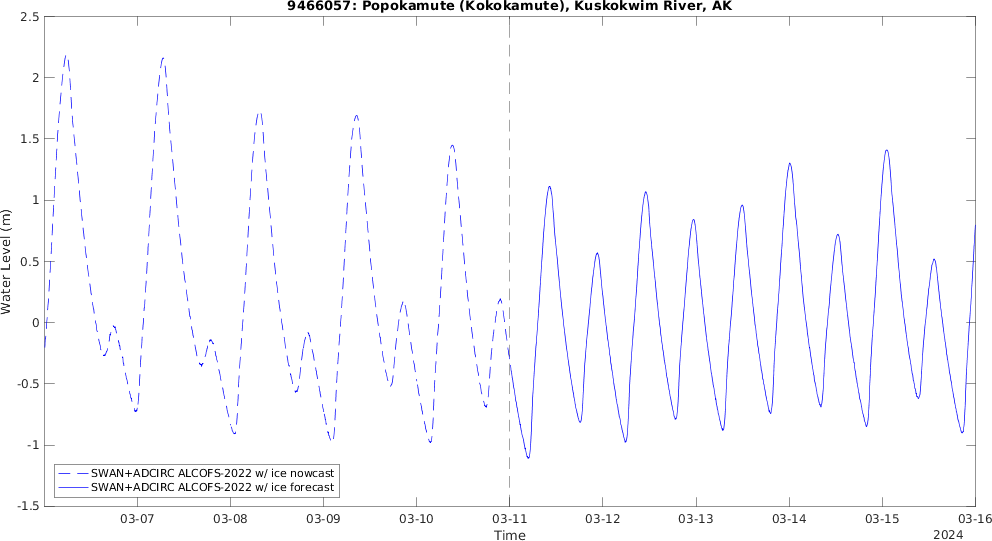 9466057: Popokamute (Kokokamute), Kuskokwim River, AK
2.5
2
1.5
1
0.5
0
-0.5
-1
-1.5
Water Level (m)
SWAN+ADCIRC ALCOFS-2022 w/ ice nowcast
SWAN+ADCIRC ALCOFS-2022 w/ ice forecast
03-07 03-08 03-09 03-10 03-11 03-12 03-13 03-14 03-15 03-16
Time
2024